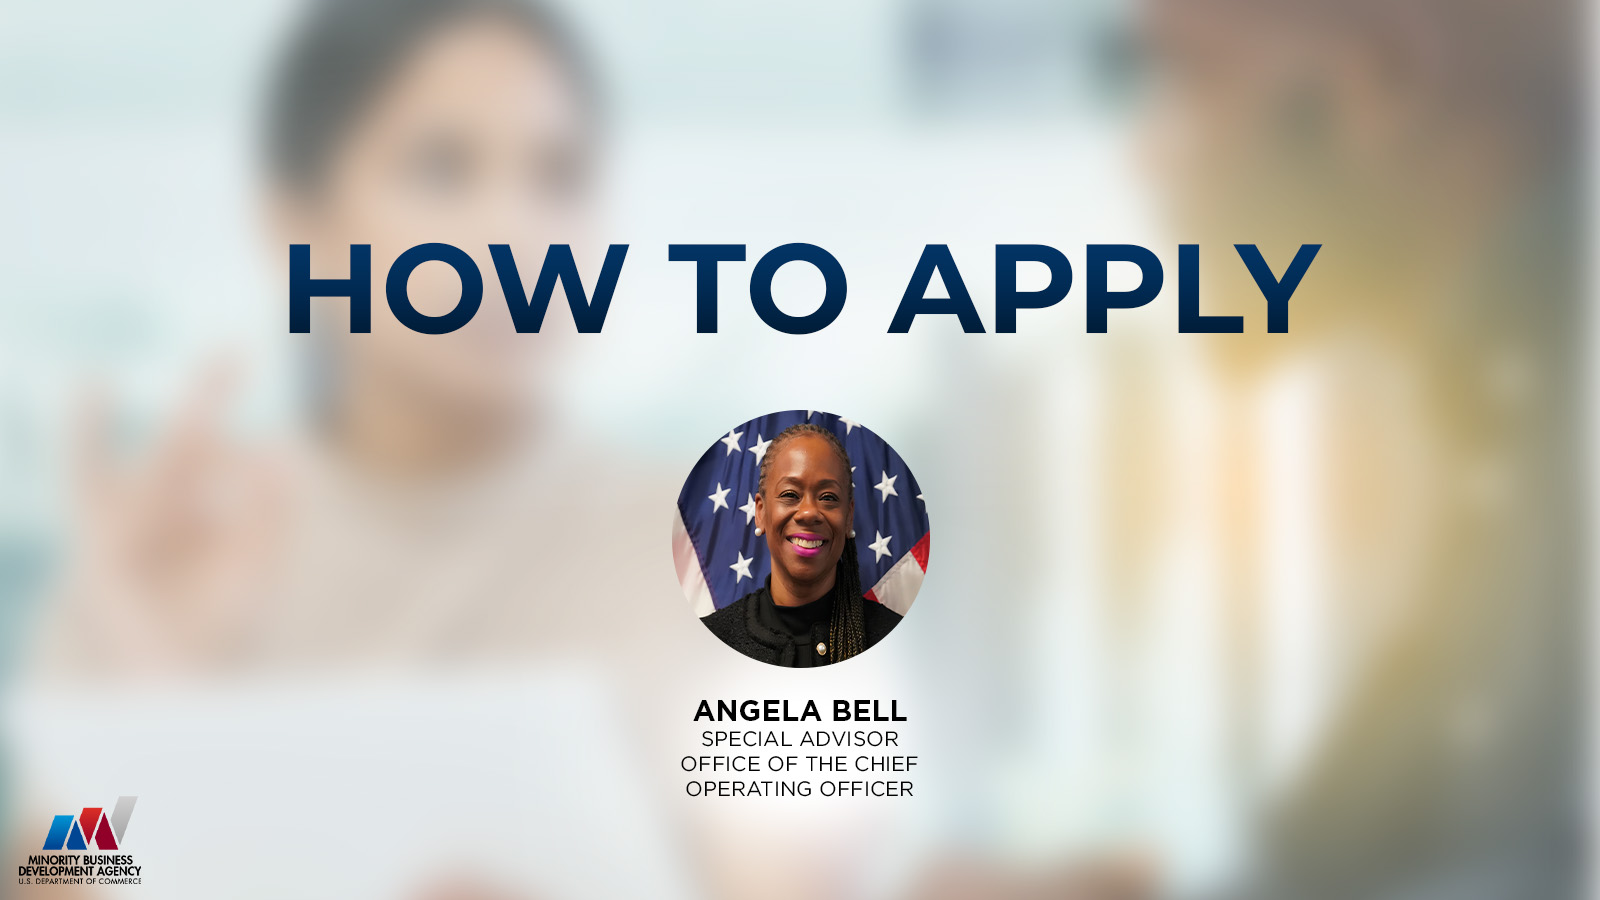 HOW TO APPLY
ANGELA BELL
SPECIAL ADVISOR
OFFICE OF THE CHIEF
OPERATING OFFICER
MINORITY BUSINESS
DEVELOPMENT AGENCY
U.S. DEPARTMENT OF COMMERCE